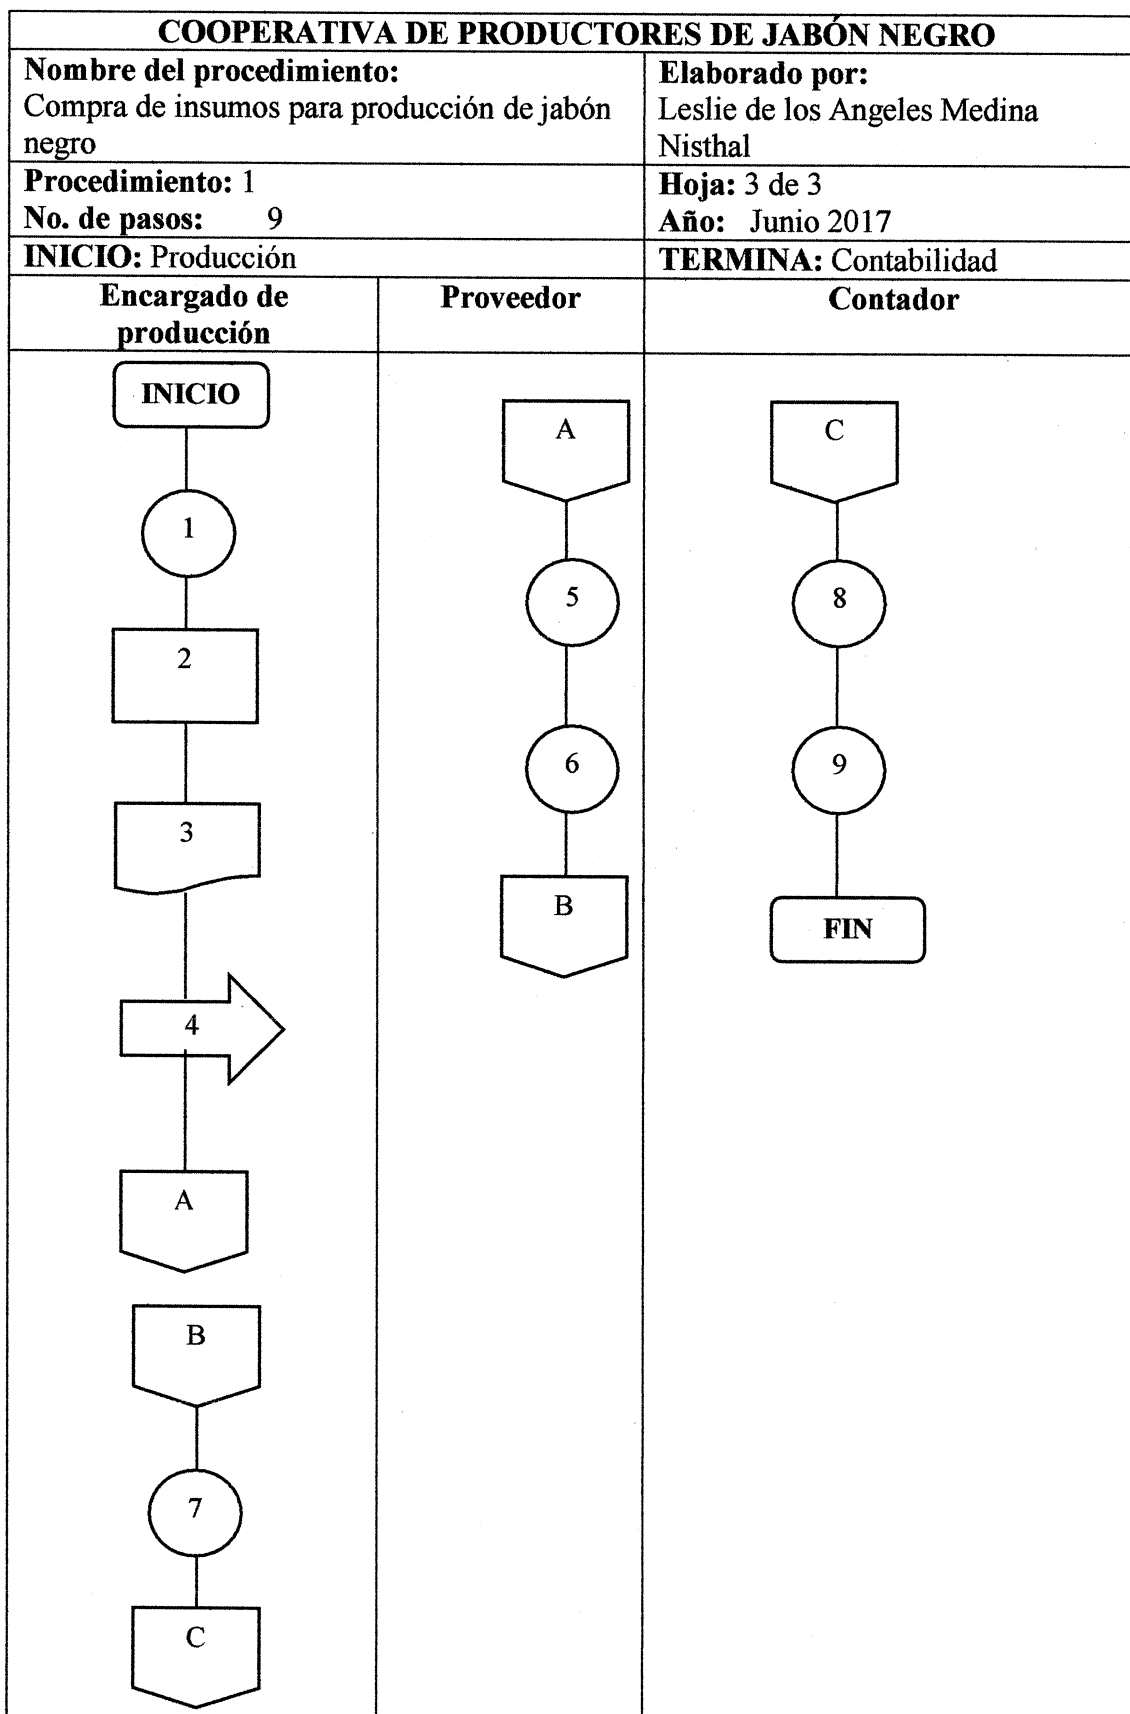 COOPERATIVA DE PRODUCTORES DE JABÓN NEGRO
Nombre del procedimiento:
Compra de insumos para producción de jabón
negro
Elaborado por:
Leslie de los Angeles Medina
Nisthal
Procedimiento: 1
No. de pasos: 9
Hoja: 3 de 3
Año: Junio 2017
INICIO: Producción
TERMINA: Contabilidad
Encargado de
producción
Proveedor
Contador
INICIO
1
2
3
4
A
B
7
C
A
5
6
B
C
8
9
FIN